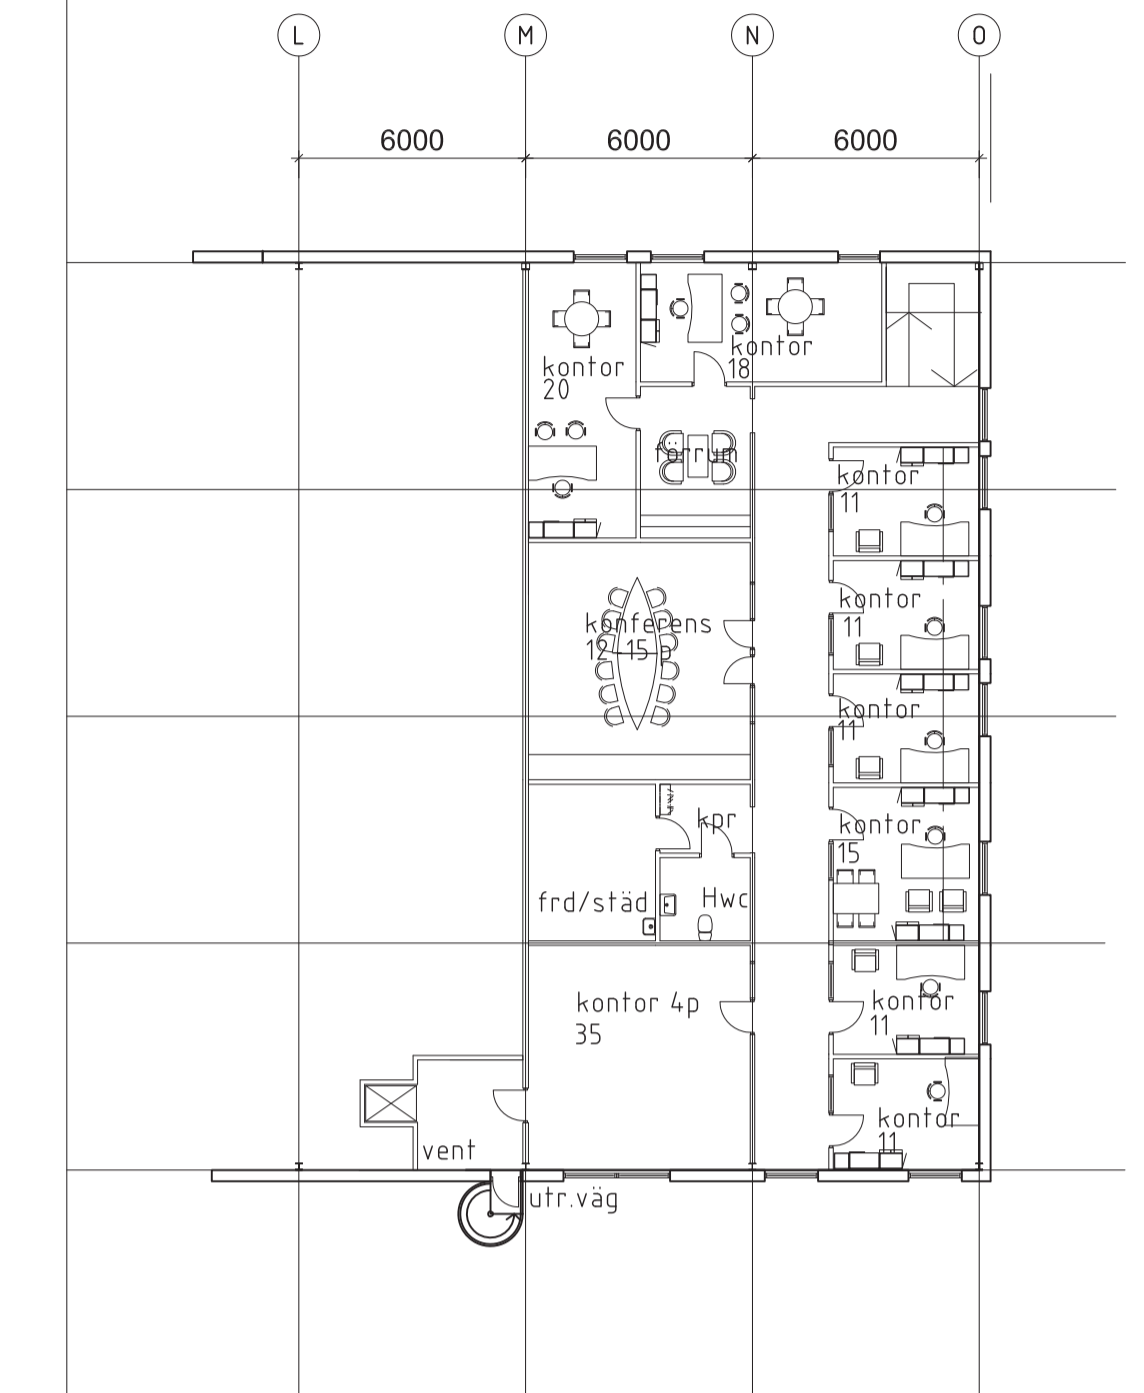 L M N O
6000 6000 6000
kontor
18
kontor
20
förrum
kontor
11
kontor
11
konferens
12-15 p
kontor
11
kpr
kontor
15
frd/städ
Hwc
kontor 4p
35
kontor
11
kontor
11
vent
utr.väg